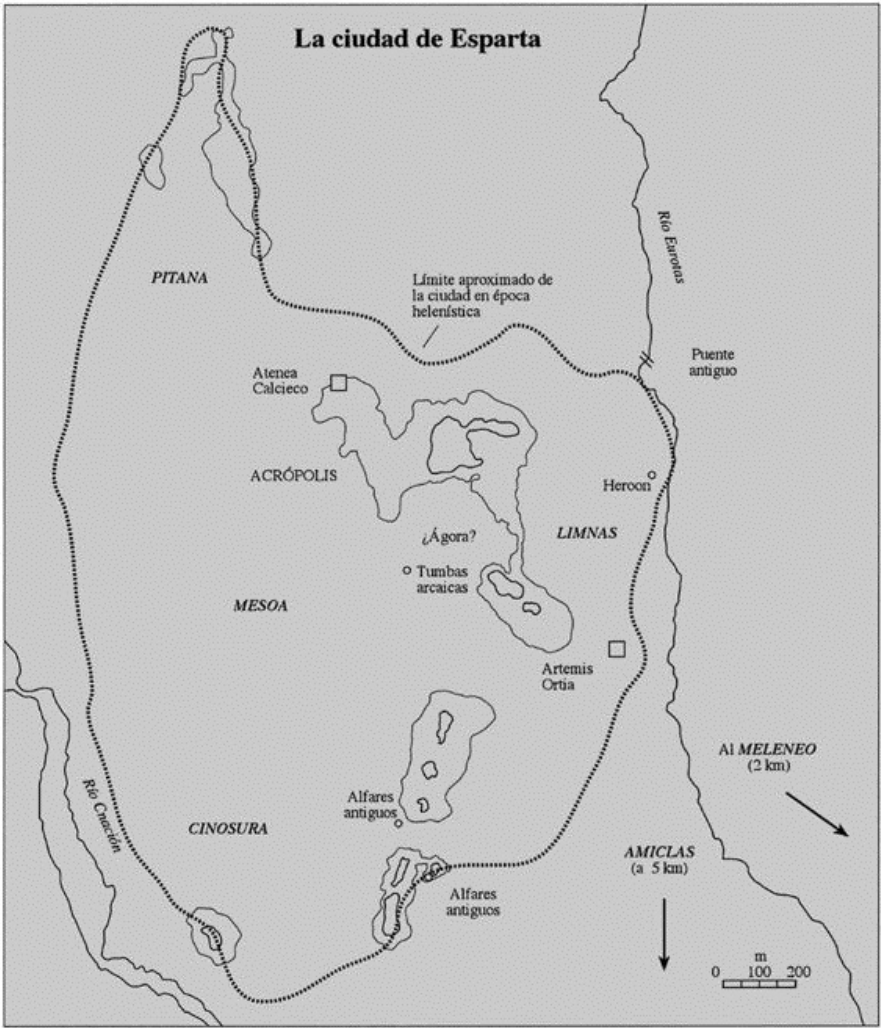 La ciudad de Esparta
Río Eurotas
PITANA
Límite aproximado de
la ciudad en época
helenística
Puente
antiguo
Atenea
Calcieco
ACRÓPOLIS
Heroon
¿Ágora?
LIMNAS
Tumbas
arcaicas
MESOA
Artemis
Ortía
Al MELENEO
(2 km)
Río Cnación
Alfares
antiguos
CINOSURA
AMICLAS
(a 5 km)
Alfares
antiguos
m
0 100 200